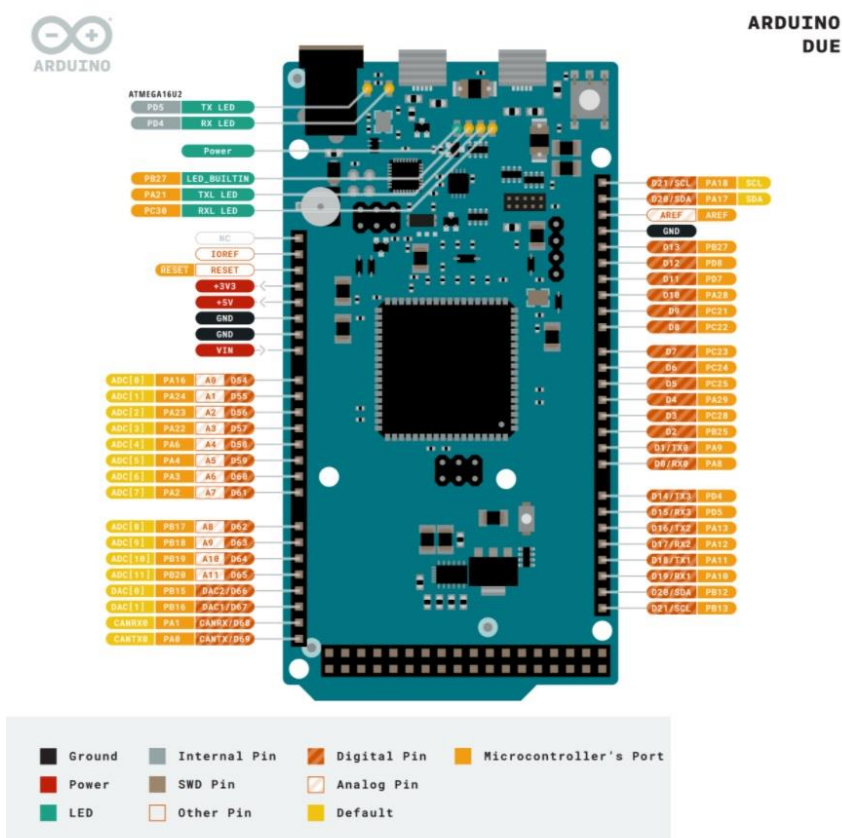 ARDUINO
DUE
ARDUINO
ATMEGA16U2
PD5 TX LED
PD4 RX LED
Power
PB27 LED_BUILTIN
PA21 TXL LED
PC30 RXL LED
NC
IOREF
RESET RESET
+3V3
+5V
GND
GND
VIN
ADC[0] PA16 A0 D54
ADC[1] PA24 A1 D55
ADC[2] PA23 A2 D56
ADC[3] PA22 A3 D57
ADC[4] PA6 A4 D58
ADC[5] PA4 A5 D59
ADC[6] PA3 A6 D60
ADC[7] PA2 A7 D61
ADC[8] PB17 A8 D62
ADC[9] PB18 A9 D63
ADC[10] PB19 A10 D64
ADC[11] PB20 A11 D65
DAC[0] PB15 DAC2/D66
DAC[1] PB16 DAC1/D67
CANRX0 PA1 CANRX/D68
CANTX0 PA0 CANTX/D69
D21/SCL PA18 SCL
D20/SDA PA17 SDA
AREF AREF
GND
D13 PB27
D12 PD8
D11 PD7
D10 PA28
D9 PC21
D8 PC22
D7 PC23
D6 PC24
D5 PC25
D4 PA29
D3 PC28
D2 PB25
D1/TX0 PA9
D0/RX0 PA8
D14/TX3 PD4
D15/RX3 PD5
D16/TX2 PA13
D17/RX2 PA12
D18/TX1 PA11
D19/RX1 PA10
D20/SDA PB12
D21/SCL PB13
Ground Internal Pin Digital Pin Microcontroller's Port
Power SWD Pin Analog Pin
LED Other Pin Default